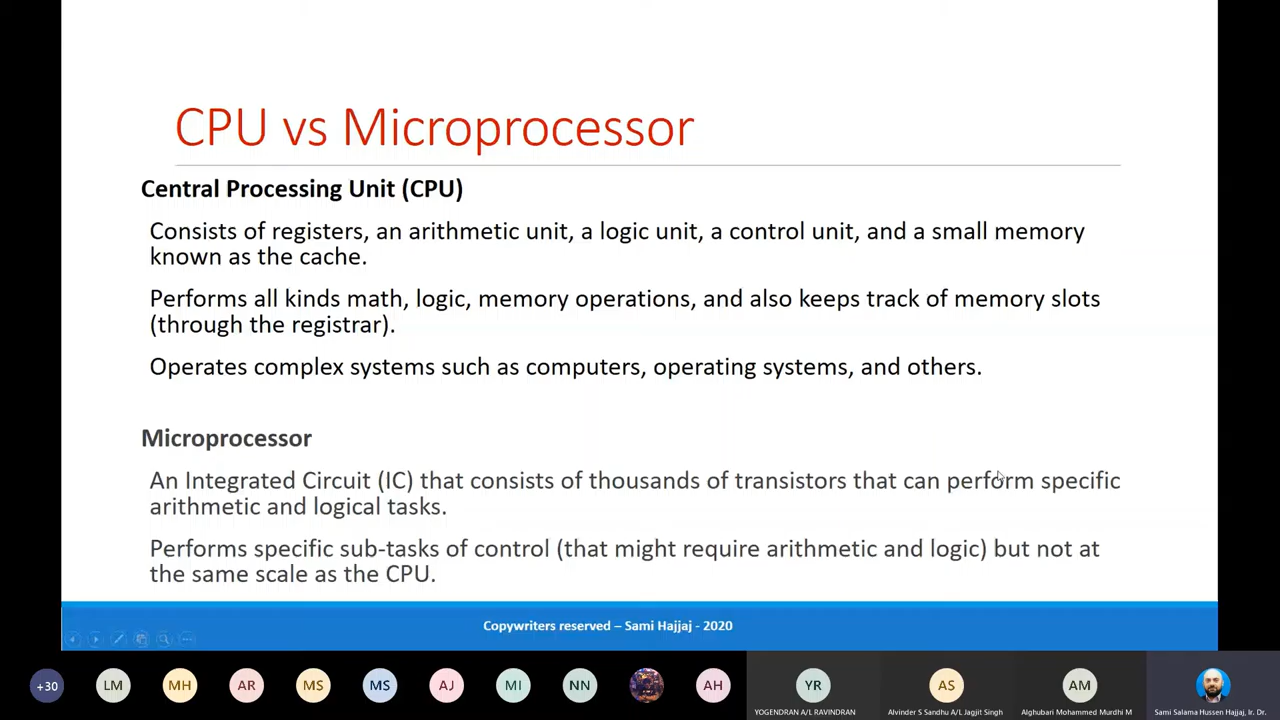 CPU vs Microprocessor
Central Processing Unit (CPU)
Consists of registers, an arithmetic unit, a logic unit, a control unit, and a small memory
known as the cache.
Performs all kinds math, logic, memory operations, and also keeps track of memory slots
(through the registrar).
Operates complex systems such as computers, operating systems, and others.
Microprocessor
An Integrated Circuit (IC) that consists of thousands of transistors that can perform specific
arithmetic and logical tasks.
Performs specific sub-tasks of control (that might require arithmetic and logic) but not at
the same scale as the CPU.
Copywriters reserved – Sami Hajjaj - 2020
+30 LM MH AR MS MS AJ MI NN AH YR AS AM
YOGENDRAN A/L RAVINDRAN Alvinder S Sandhu A/L Jagjit Singh Alghubari Mohammed Murdhi M Sami Salama Hussen Hajjaj, Ir. Dr.